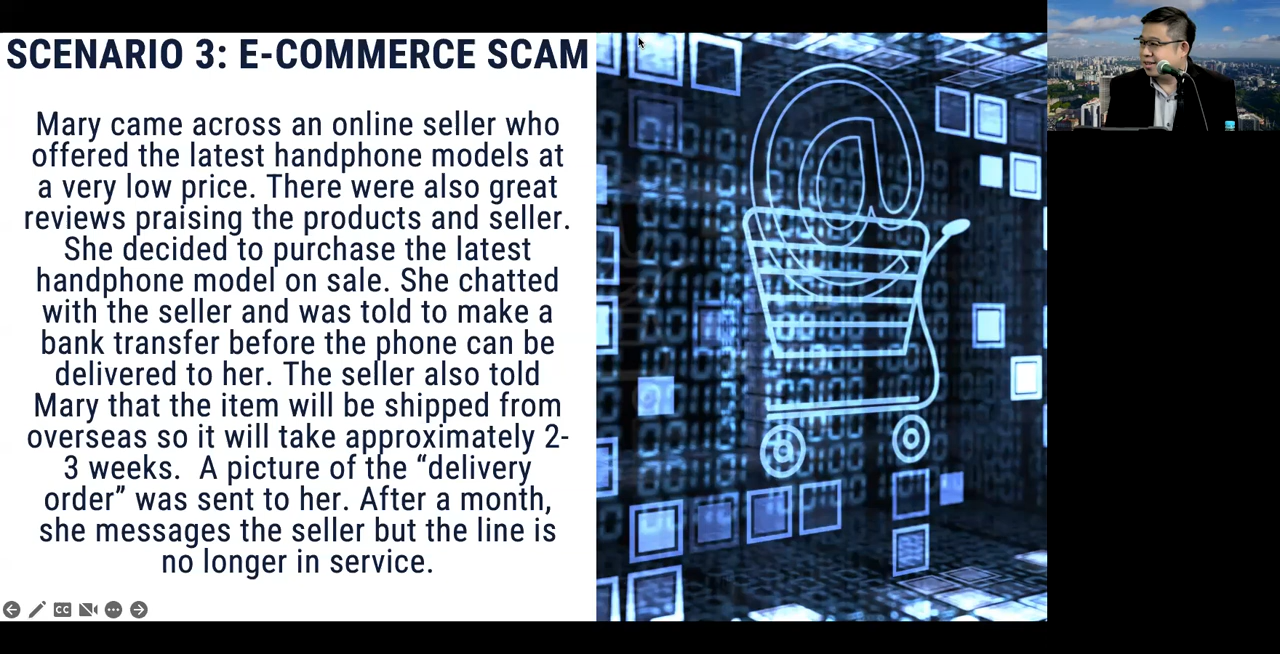 SCENARIO 3: E-COMMERCE SCAM
Mary came across an online seller who
offered the latest handphone models at
a very low price. There were also great
reviews praising the products and seller.
She decided to purchase the latest
handphone model on sale. She chatted
with the seller and was told to make a
bank transfer before the phone can be
delivered to her. The seller also told
Mary that the item will be shipped from
overseas so it will take approximately 2-
3 weeks. A picture of the “delivery
order” was sent to her. After a month,
she messages the seller but the line is
no longer in service.
CC